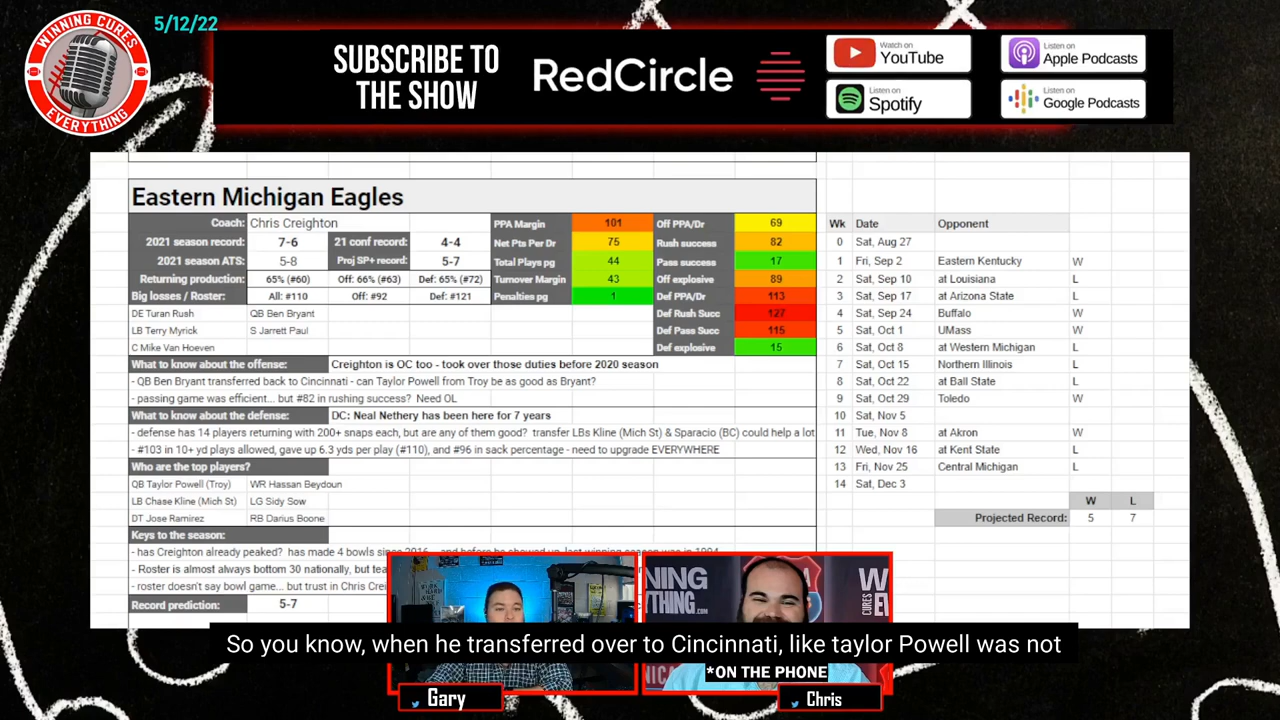 5/12/22
WINNING CURES
EVERYTHING
SUBSCRIBE TO
THE SHOW
RedCircle
Watch on
YouTube
Listen on
Spotify
Listen on
Apple Podcasts
Listen on
Google Podcasts
Eastern Michigan Eagles
Coach: Chris Creighton
2021 season record: 7-6 21 conf record: 4-4
2021 season ATS: 5-8 Proj SP+ record: 5-7
Returning production: 65% (#60) Off: 66% (#63) Def: 65% (#72)
Big losses / Roster: All: #110 Off: #92 Def: #121
DE Turan Rush QB Ben Bryant
LB Terry Myrick S Jarrett Paul
C Mike Van Hoeven
PPA Margin 101 Off PPA/Dr 69
Net Pts Per Dr 75 Rush success 82
Total Plays pg 44 Pass success 17
Turnover Margin 43 Off explosive 89
Penalties pg 1 Def PPA/Dr 113
Def Rush Succ 127
Def Pass Succ 115
Def explosive 15
What to know about the offense: Creighton is OC too - took over those duties before 2020 season
- QB Ben Bryant transferred back to Cincinnati - can Taylor Powell from Troy be as good as Bryant?
- passing game was efficient... but #82 in rushing success? Need OL
What to know about the defense: DC: Neal Nethery has been here for 7 years
- defense has 14 players returning with 200+ snaps each, but are any of them good? transfer LBs Kline (Mich St) & Sparacio (BC) could help a lot
- #103 in 10+ yd plays allowed, gave up 6.3 yds per play (#110), and #96 in sack percentage - need to upgrade EVERYWHERE
Who are the top players?
QB Taylor Powell (Troy) WR Hassan Beydoun
LB Chase Kline (Mich St) LG Sidy Sow
DT Jose Ramirez RB Darius Boone
Keys to the season:
- has Creighton already peaked? has made 4 bowls since 2016... and before he showed up, last winning season was in 1994
- Roster is almost always bottom 30 nationally, but
- roster doesn't say bowl game... but trust in Chris
Record prediction: 5-7
Wk Date Opponent
0 Sat, Aug 27
1 Fri, Sep 2 Eastern Kentucky W
2 Sat, Sep 10 at Louisiana L
3 Sat, Sep 17 at Arizona State L
4 Sat, Sep 24 Buffalo W
5 Sat, Oct 1 UMass W
6 Sat, Oct 8 at Western Michigan L
7 Sat, Oct 15 Northern Illinois L
8 Sat, Oct 22 at Ball State L
9 Sat, Oct 29 Toledo W
10 Sat, Nov 5
11 Tue, Nov 8 at Akron W
12 Wed, Nov 16 at Kent State L
13 Fri, Nov 25 Central Michigan L
14 Sat, Dec 3
W L
Projected Record: 5 7
So you know, when he transferred over to Cincinnati, like taylor Powell was not
*ON THE PHONE
Gary
Chris